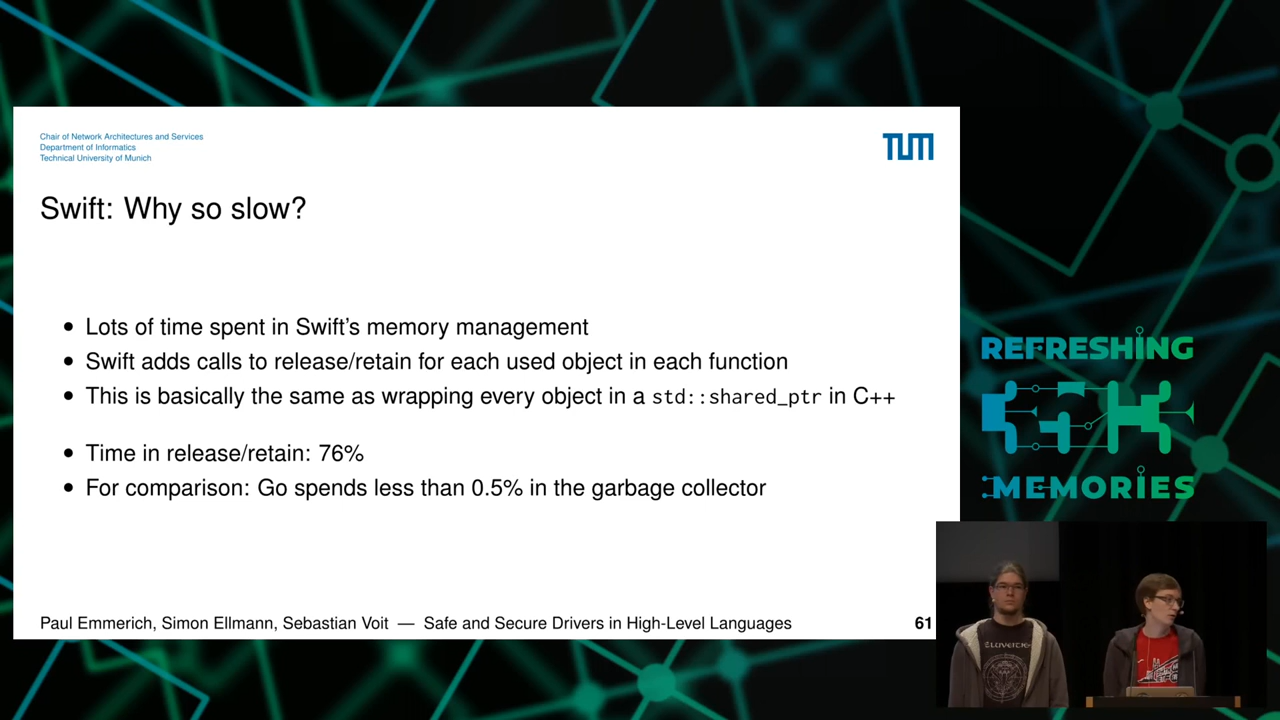 Chair of Network Architectures and Services
Department of Informatics
Technical University of Munich
TUM
Swift: Why so slow?
• Lots of time spent in Swift's memory management
• Swift adds calls to release/retain for each used object in each function
• This is basically the same as wrapping every object in a std::shared_ptr in C++
• Time in release/retain: 76%
• For comparison: Go spends less than 0.5% in the garbage collector
Paul Emmerich, Simon Ellmann, Sebastian Voit — Safe and Secure Drivers in High-Level Languages
61
REFRESHING
MEMORIES
ELUVEITIE